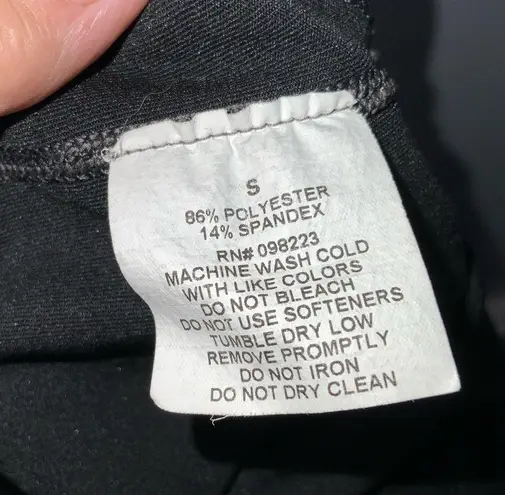 S
86% POLYESTER
14% SPANDEX
RN# 098223
MACHINE WASH COLD
WITH LIKE COLORS
DO NOT BLEACH
DO NOT USE SOFTENERS
TUMBLE DRY LOW
REMOVE PROMPTLY
DO NOT IRON
DO NOT DRY CLEAN